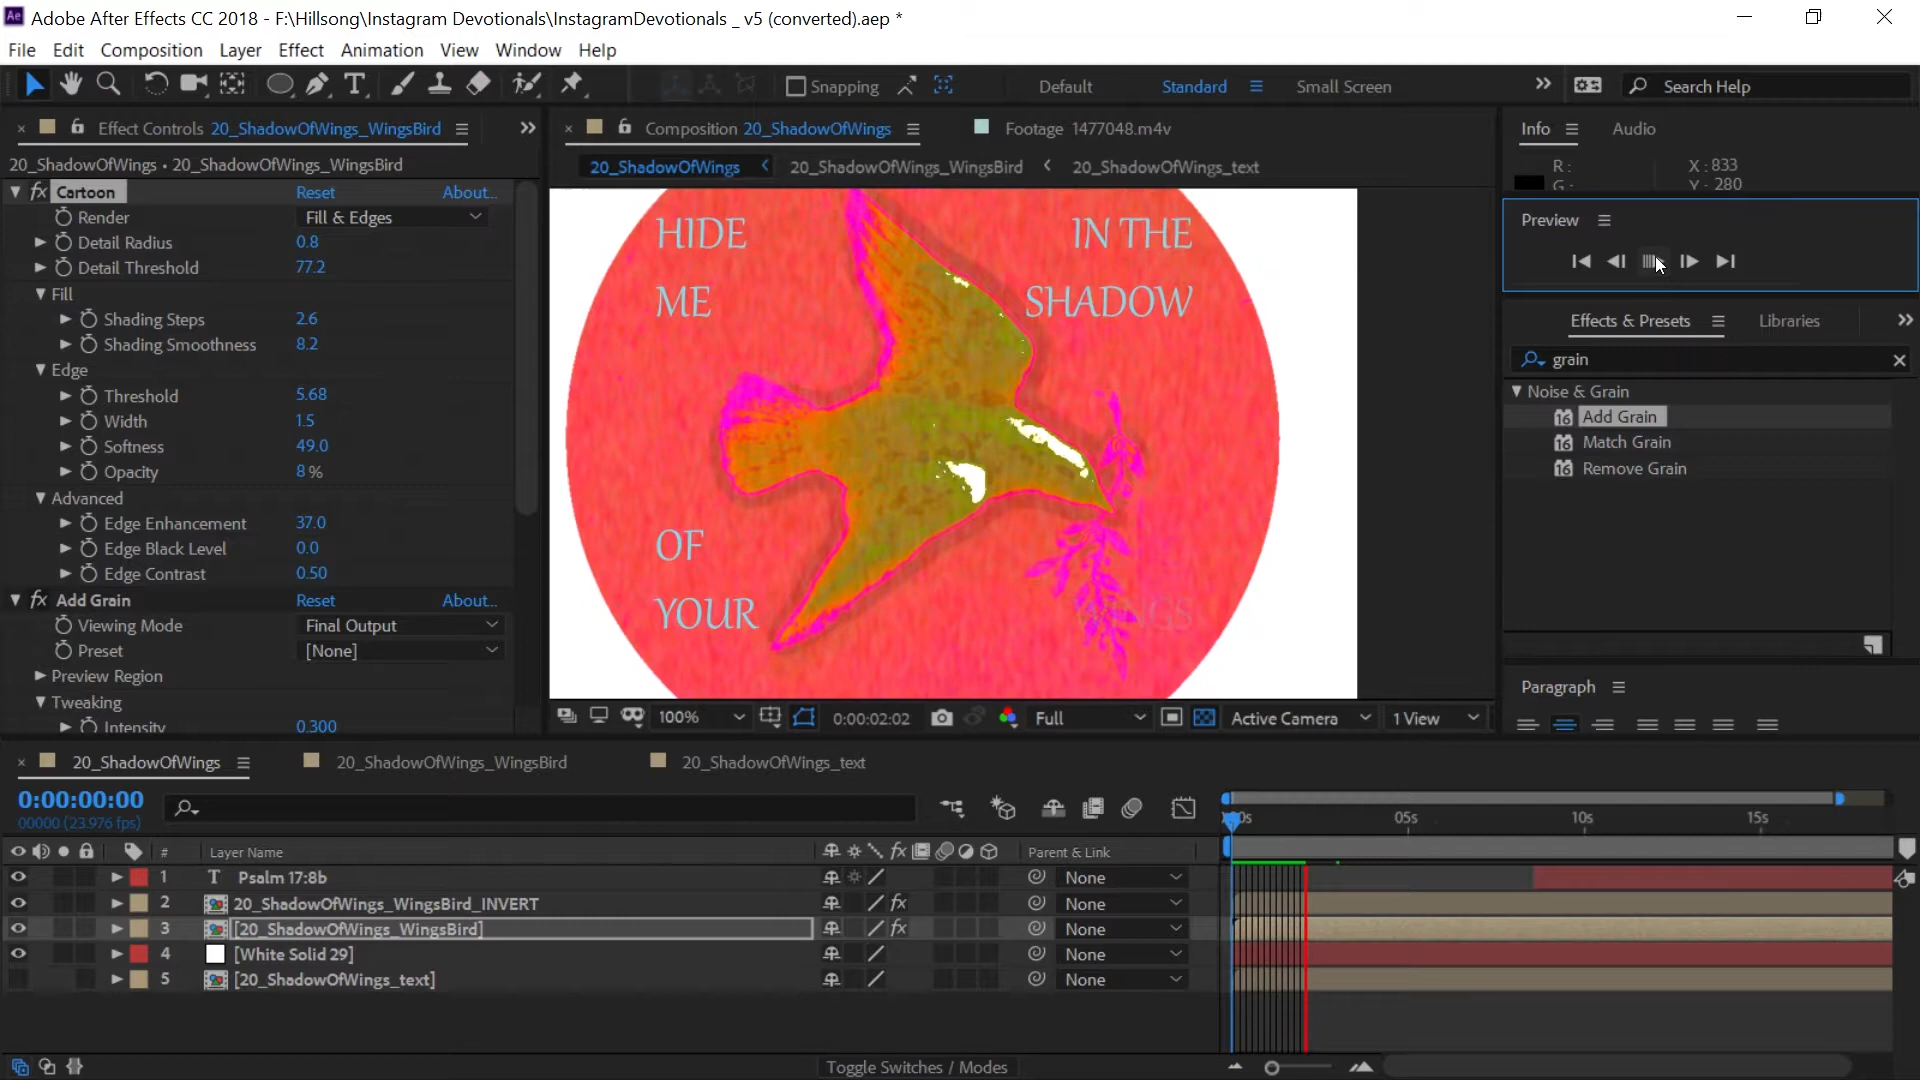 Adobe After Effects CC 2018 - F:\Hillsong\Instagram Devotionals\InstagramDevotionals _ v5 (converted).aep *
File Edit Composition Layer Effect Animation View Window Help
Snapping Default Standard Small Screen Search Help
Effect Controls 20_ShadowOfWings_WingsBird
20_ShadowOfWings • 20_ShadowOfWings_WingsBird
fx Cartoon Reset About...
Render Fill & Edges
Detail Radius 0.8
Detail Threshold 77.2
Fill
Shading Steps 2.6
Shading Smoothness 8.2
Edge
Threshold 5.68
Width 1.5
Softness 49.0
Opacity 8%
Advanced
Edge Enhancement 37.0
Edge Black Level 0.0
Edge Contrast 0.50
fx Add Grain Reset About...
Viewing Mode Final Output
Preset [None]
Preview Region
Tweaking
Intensity 0.300
Composition 20_ShadowOfWings
Footage 1477048.m4v
20_ShadowOfWings 20_ShadowOfWings_WingsBird 20_ShadowOfWings_text
HIDE IN THE
ME SHADOW
OF
YOUR WINGS
100% 0:00:02:02 Full Active Camera 1 View
Info Audio
R: X: 833
G: Y: 280
Preview
Effects & Presets Libraries
grain
Noise & Grain
16 Add Grain
16 Match Grain
16 Remove Grain
Paragraph
20_ShadowOfWings 20_ShadowOfWings_WingsBird 20_ShadowOfWings_text
0:00:00:00
00000 (23.976 fps)
05s 10s 15s
# Layer Name fx Parent & Link
1 T Psalm 17:8b None
2 20_ShadowOfWings_WingsBird_INVERT fx None
3 [20_ShadowOfWings_WingsBird] fx None
4 [White Solid 29] None
5 [20_ShadowOfWings_text] None
Toggle Switches / Modes